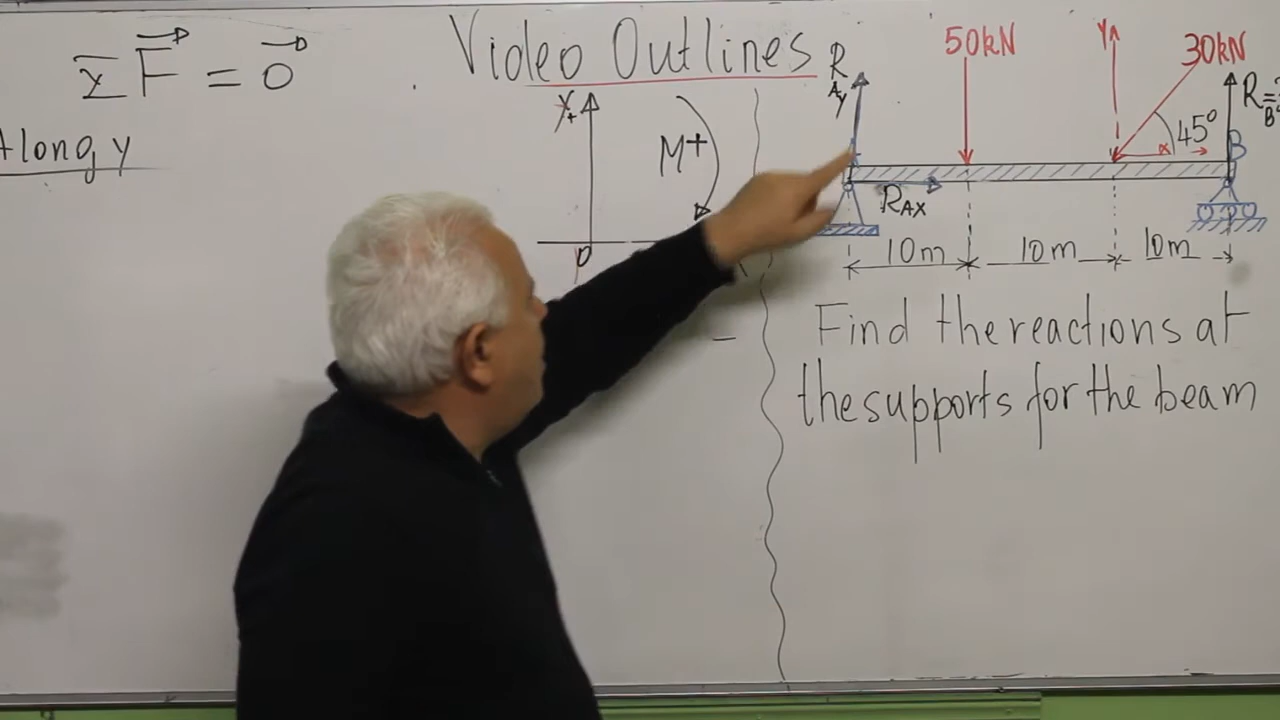 Video Outlines
ΣF = 0
Along y
Y+
M+
O
R
Ay
50kN
Y
30kN
45°
x
B
RAX
10m
10m
10m
Find the reactions at
the supports for the beam